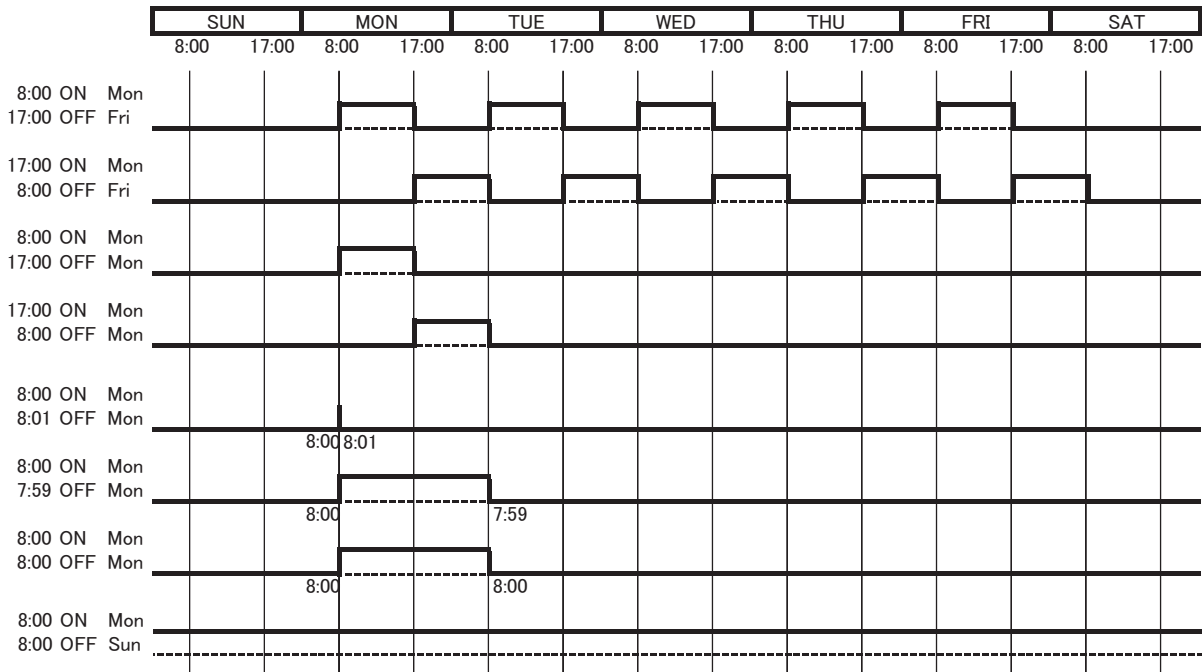 SUN MON TUE WED THU FRI SAT
8:00 17:00 8:00 17:00 8:00 17:00 8:00 17:00 8:00 17:00 8:00 17:00 8:00 17:00
8:00 ON Mon
17:00 OFF Fri
17:00 ON Mon
8:00 OFF Fri
8:00 ON Mon
17:00 OFF Mon
17:00 ON Mon
8:00 OFF Mon
8:00 ON Mon
8:01 OFF Mon
8:00 8:01
8:00 ON Mon
7:59 OFF Mon
8:00 7:59
8:00 ON Mon
8:00 OFF Mon
8:00 8:00
8:00 ON Mon
8:00 OFF Sun